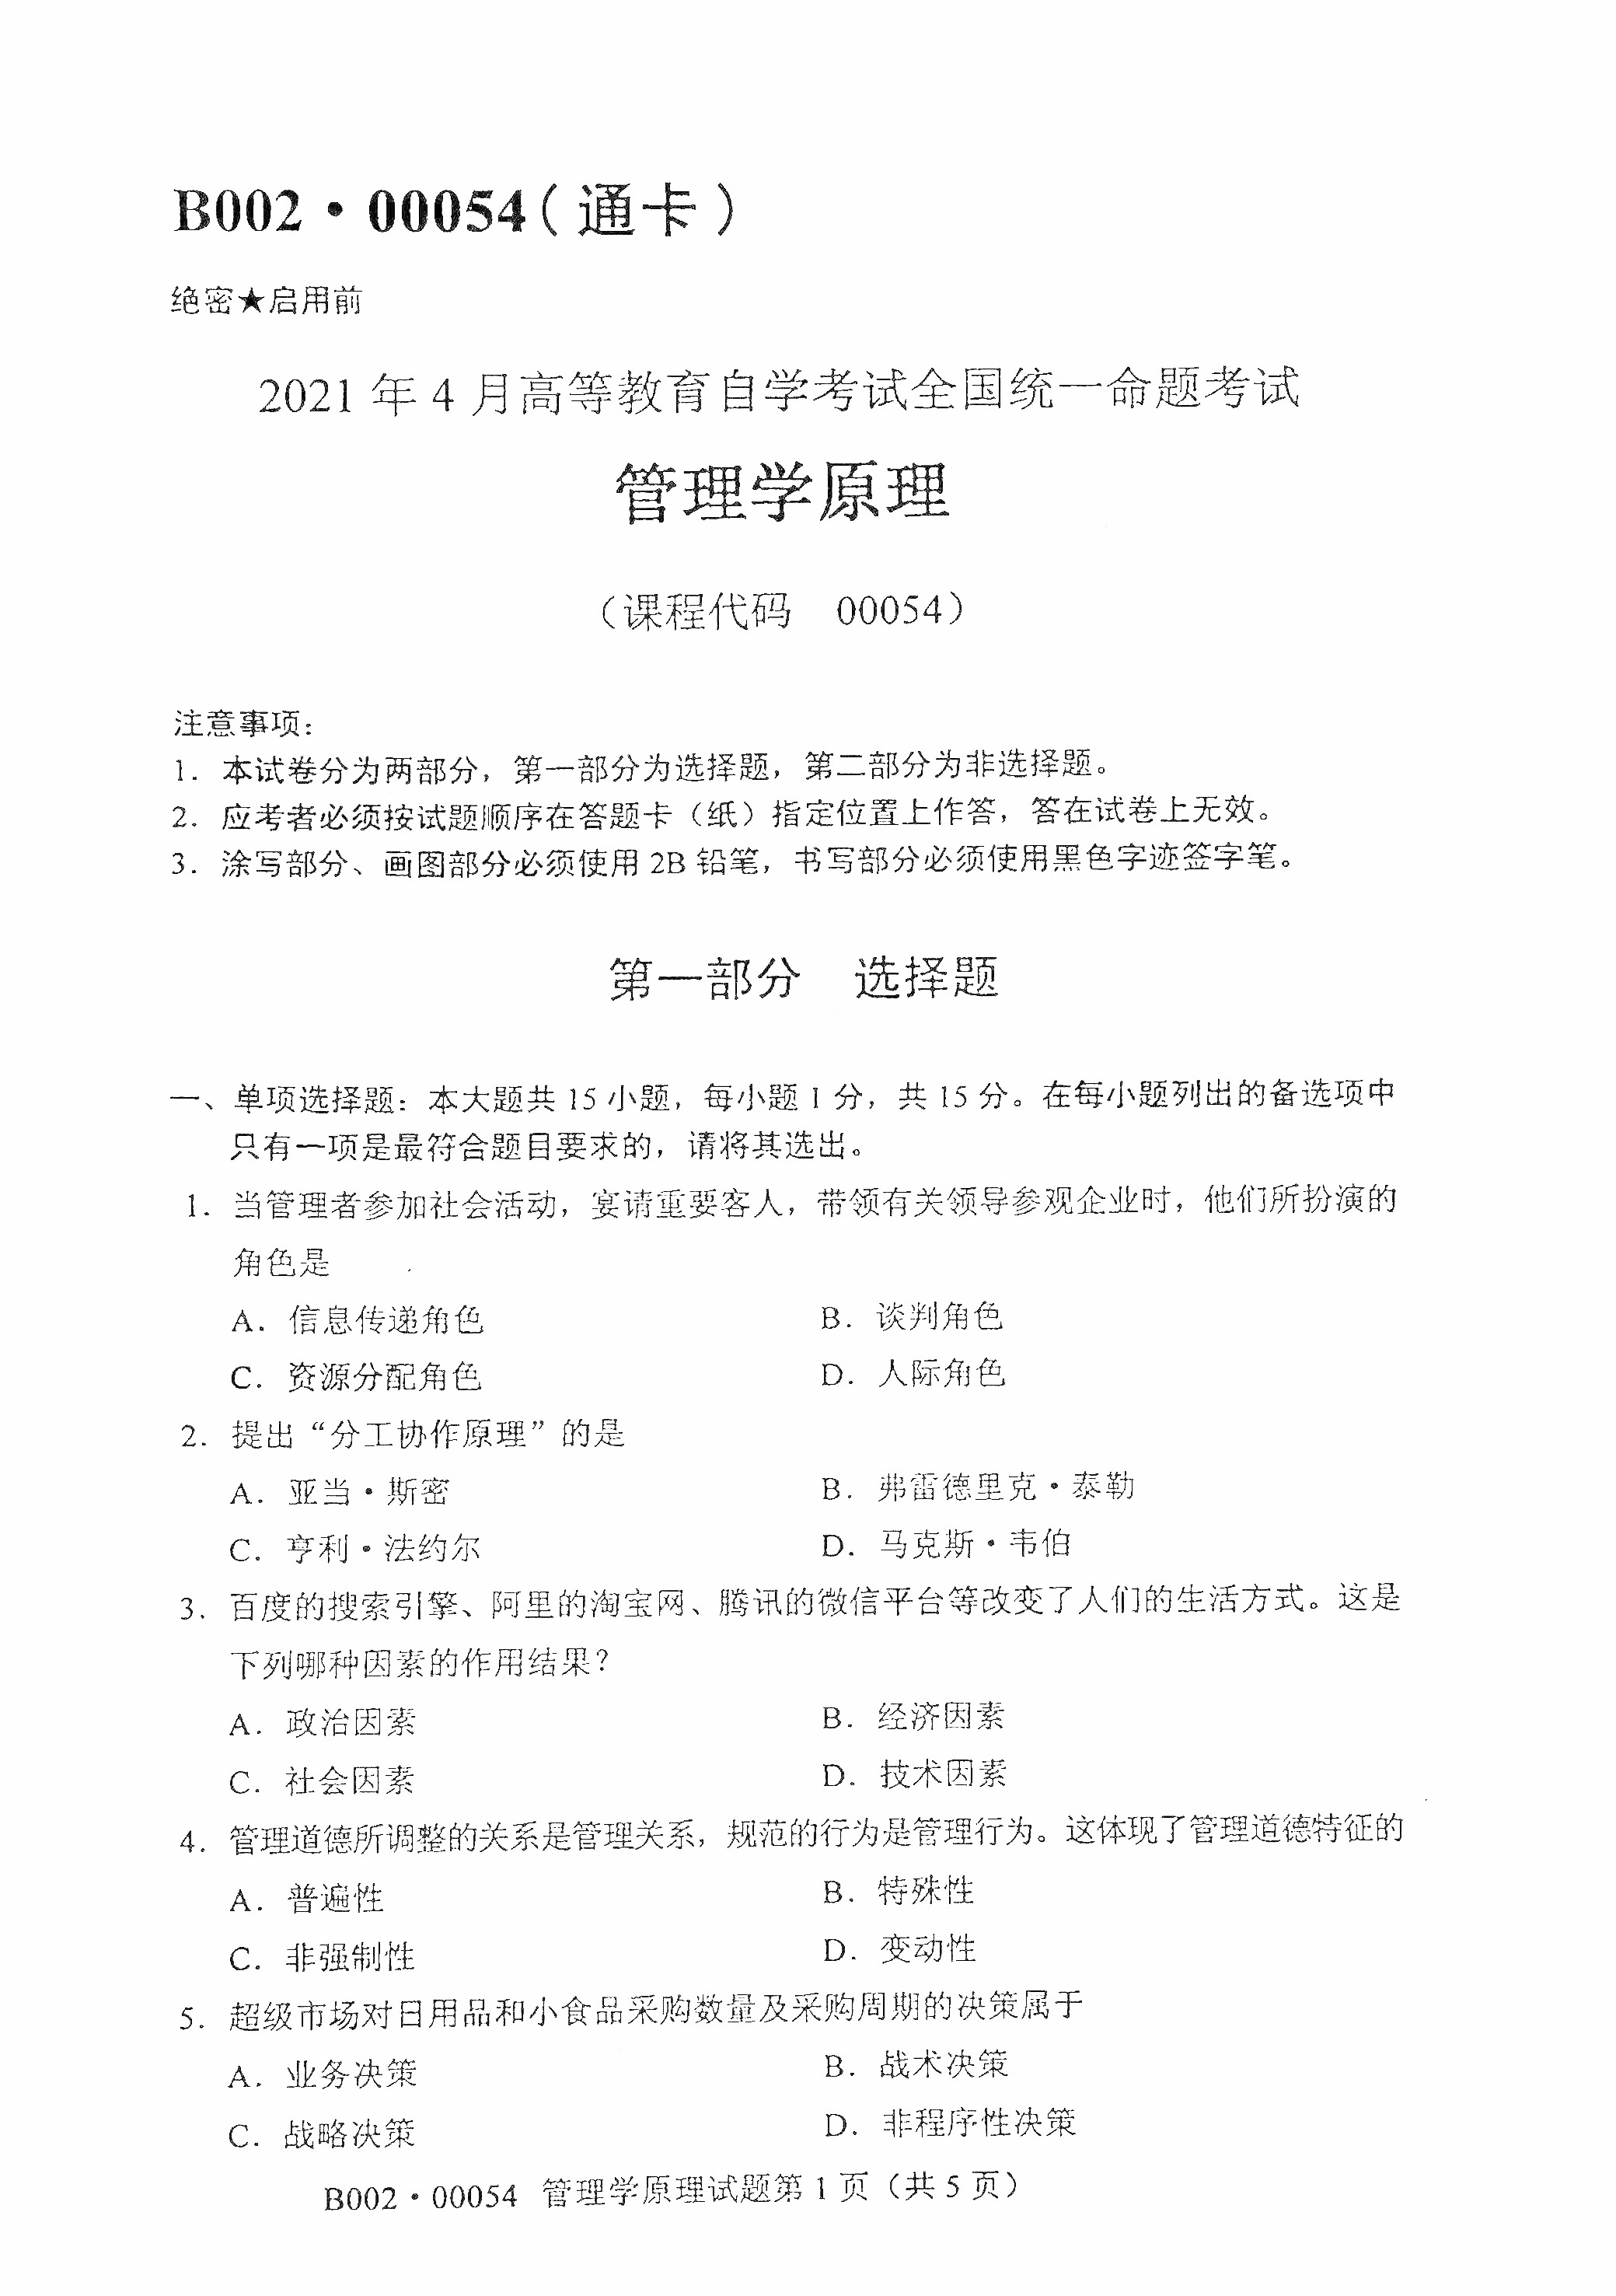 B002·00054（通卡）
绝密★启用前
2021 年 4 月高等教育自学考试全国统一命题考试
管理学原理
（课程代码　00054）
注意事项：
1. 本试卷分为两部分，第一部分为选择题，第二部分为非选择题。
2. 应考者必须按试题顺序在答题卡（纸）指定位置上作答，答在试卷上无效。
3. 涂写部分、画图部分必须使用 2B 铅笔，书写部分必须使用黑色字迹签字笔。
第一部分　选择题
一、单项选择题：本大题共 15 小题，每小题 1 分，共 15 分。在每小题列出的备选项中
只有一项是最符合题目要求的，请将其选出。
1. 当管理者参加社会活动，宴请重要客人，带领有关领导参观企业时，他们所扮演的
角色是
A. 信息传递角色　B. 谈判角色
C. 资源分配角色　D. 人际角色
2. 提出“分工协作原理”的是
A. 亚当·斯密　B. 弗雷德里克·泰勒
C. 亨利·法约尔　D. 马克斯·韦伯
3. 百度的搜索引擎、阿里的淘宝网、腾讯的微信平台等改变了人们的生活方式。这是
下列哪种因素的作用结果？
A. 政治因素　B. 经济因素
C. 社会因素　D. 技术因素
4. 管理道德所调整的关系是管理关系，规范的行为是管理行为。这体现了管理道德特征的
A. 普遍性　B. 特殊性
C. 非强制性　D. 变动性
5. 超级市场对日用品和小食品采购数量及采购周期的决策属于
A. 业务决策　B. 战术决策
C. 战略决策　D. 非程序性决策
B002·00054 管理学原理试题第 1 页（共 5 页）